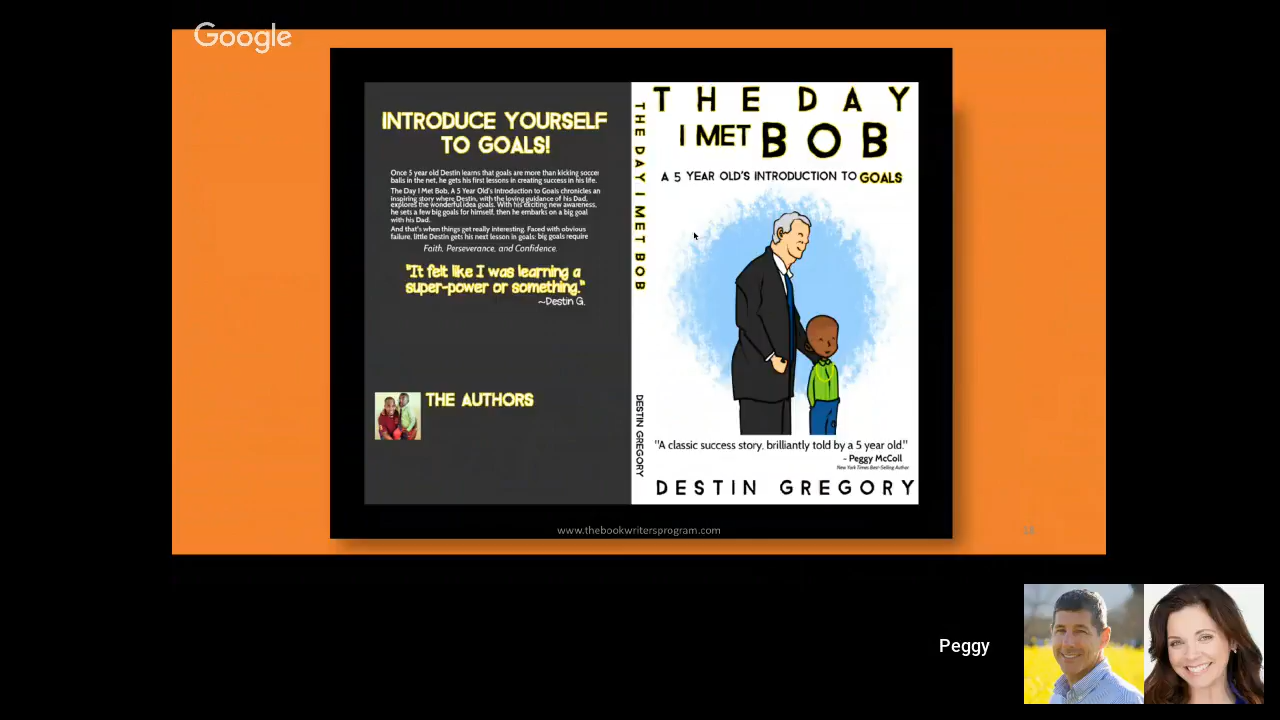 Google
INTRODUCE YOURSELF
TO GOALS!
Once 5 year old Destin learns that goals are more than kicking soccer
balls in the net, he gets his first lessons in creating success in his life.
The Day I Met Bob, A 5 Year Old's Introduction to Goals chronicles an
inspiring story where Destin, with the loving guidance of his Dad,
explores the wonderful idea goals. With his exciting new awareness,
he sets a few big goals for himself, then he embarks on a big goal
with his Dad.
And that's when things get really interesting. Faced with obvious
failure, little Destin gets his next lesson in goals: big goals require
Faith, Perseverance, and Confidence.
"It felt like I was learning a
super-power or something."
~Destin G.
THE AUTHORS
THE DAY I MET BOB
DESTIN GREGORY
THE DAY
I MET BOB
A 5 YEAR OLD'S INTRODUCTION TO GOALS
"A classic success story, brilliantly told by a 5 year old."
- Peggy McColl
New York Times Best-Selling Author
DESTIN GREGORY
www.thebookwritersprogram.com
Peggy